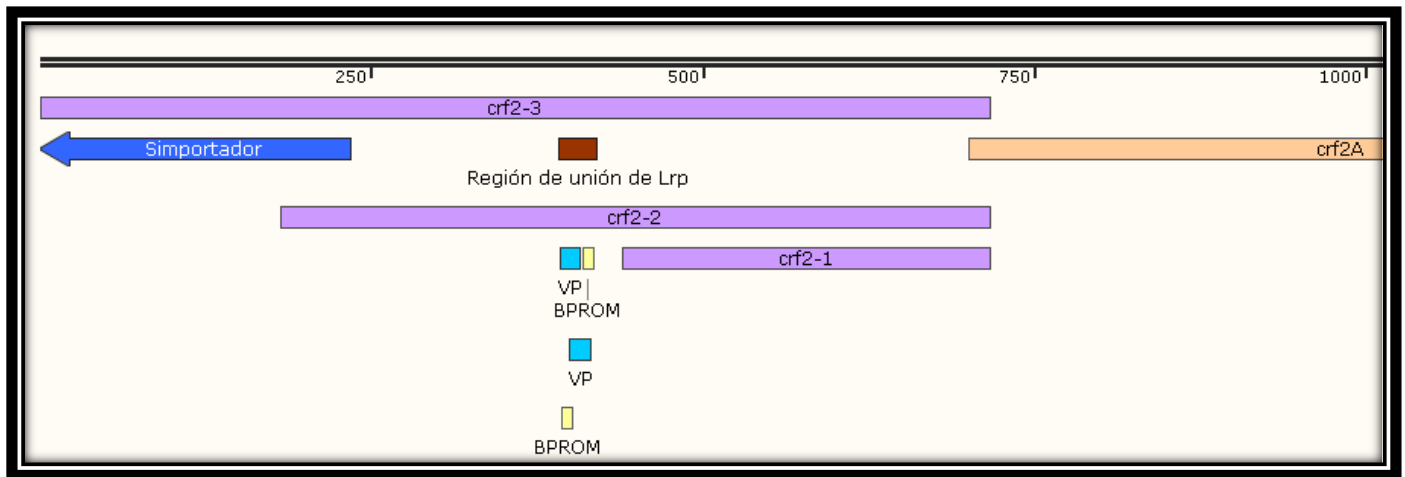 250 500 750 1000
crf2-3
Simportador crf2A
Región de unión de Lrp
crf2-2
crf2-1
VP
BPROM
VP
BPROM